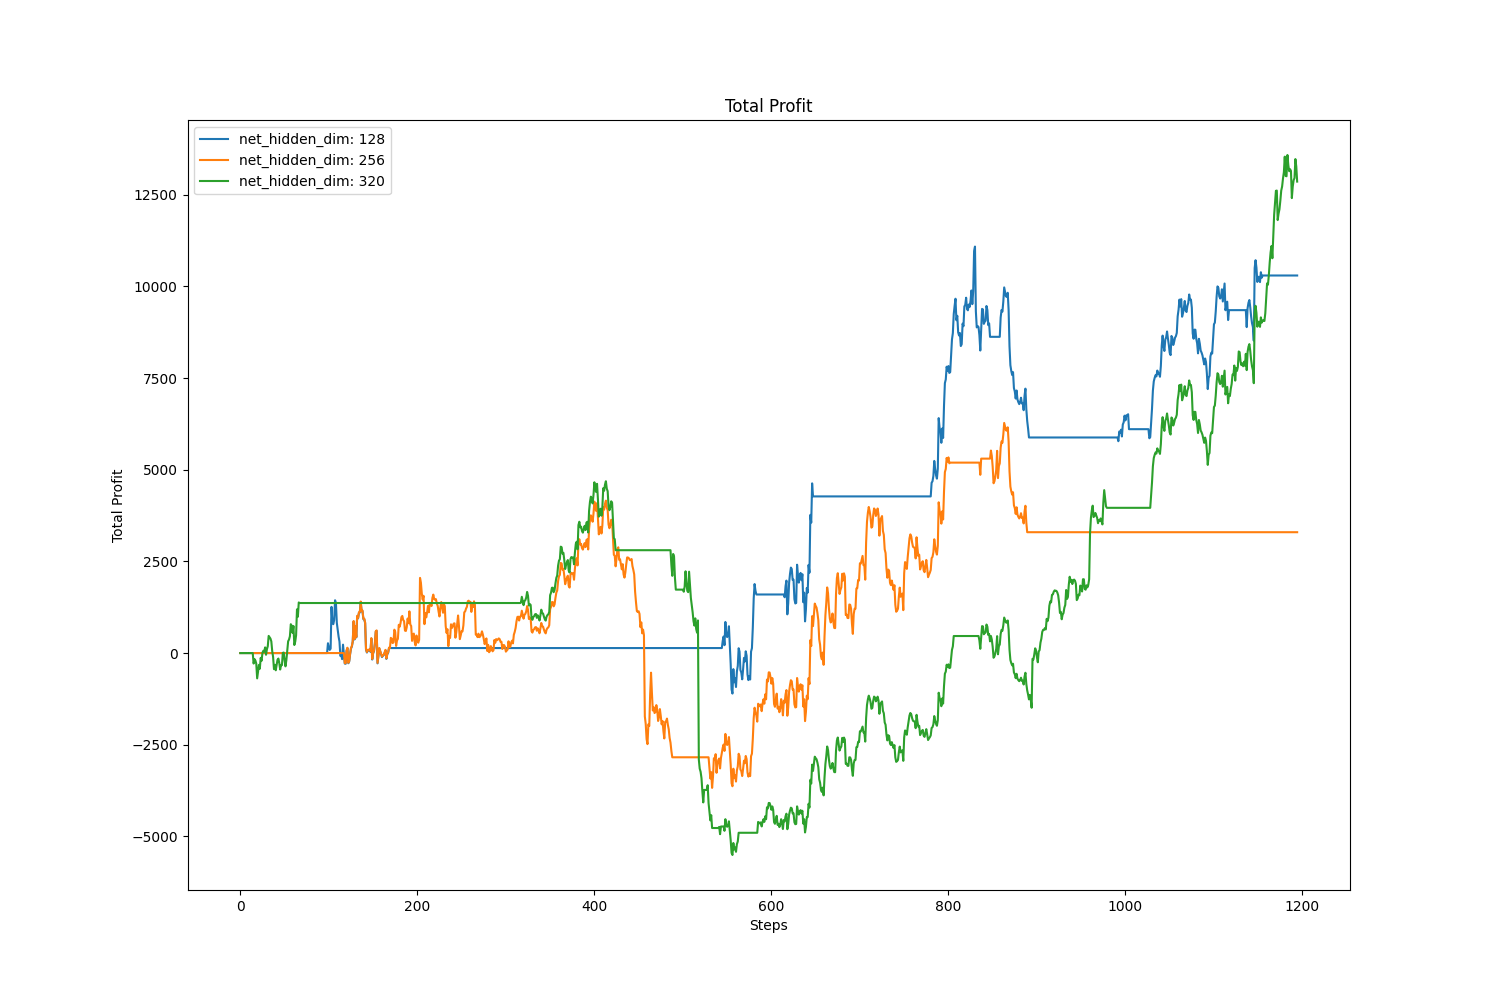 Total Profit
net_hidden_dim: 128
net_hidden_dim: 256
net_hidden_dim: 320
12500
10000
7500
5000
2500
0
−2500
−5000
Total Profit
0 200 400 600 800 1000 1200
Steps